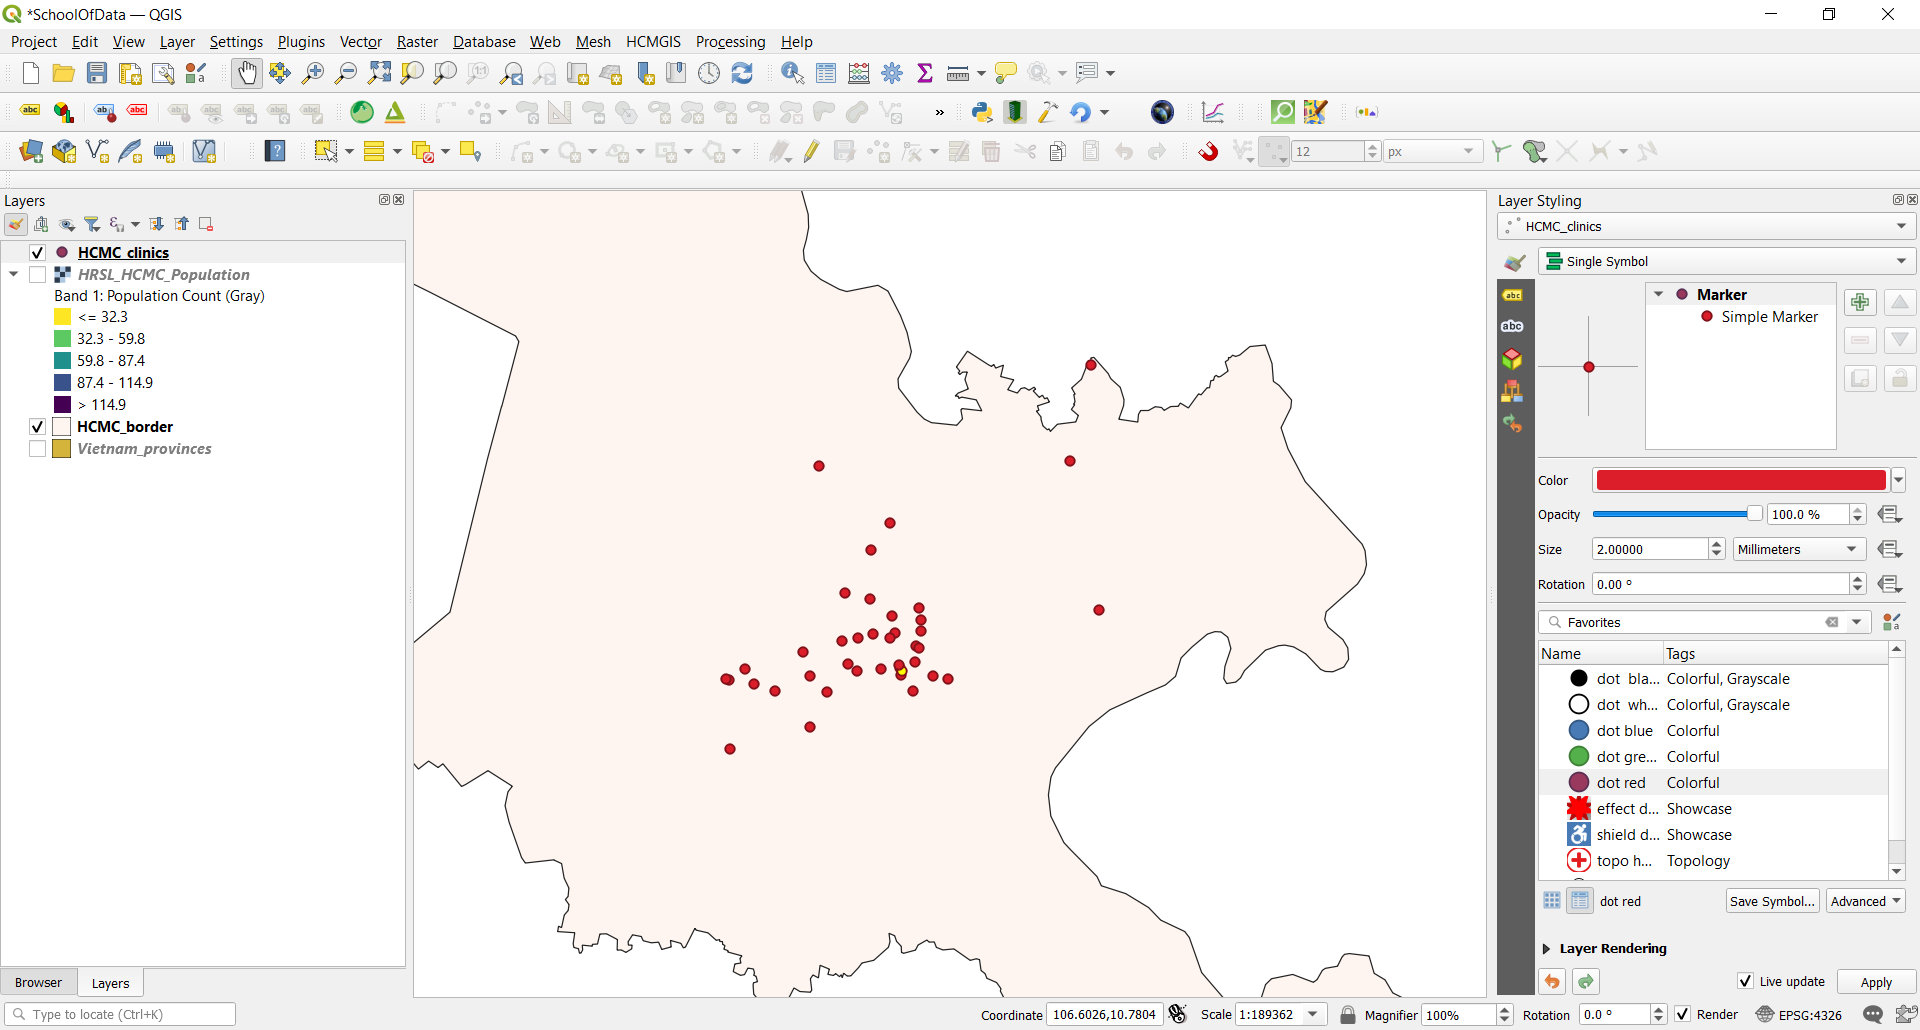 *SchoolOfData — QGIS
Project Edit View Layer Settings Plugins Vector Raster Database Web Mesh HCMGIS Processing Help
12 px
Layers
HCMC_clinics
HRSL_HCMC_Population
Band 1: Population Count (Gray)
<= 32.3
32.3 - 59.8
59.8 - 87.4
87.4 - 114.9
> 114.9
HCMC_border
Vietnam_provinces
Browser Layers
Layer Styling
HCMC_clinics
Single Symbol
Marker
Simple Marker
Color
Opacity 100.0 %
Size 2.00000 Millimeters
Rotation 0.00 °
Favorites
Name Tags
dot bla... Colorful, Grayscale
dot wh... Colorful, Grayscale
dot blue Colorful
dot gre... Colorful
dot red Colorful
effect d... Showcase
shield d... Showcase
topo h... Topology
dot red Save Symbol... Advanced
Layer Rendering
Live update Apply
Type to locate (Ctrl+K) Coordinate 106.6026,10.7804 Scale 1:189362 Magnifier 100% Rotation 0.0 ° Render EPSG:4326